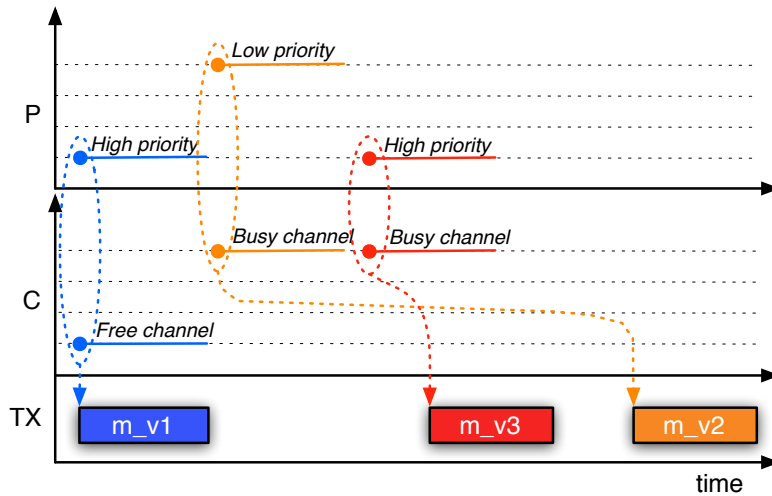 Low priority
P
High priority
High priority
Busy channel
Busy channel
C
Free channel
TX
m_v1
m_v3
m_v2
time